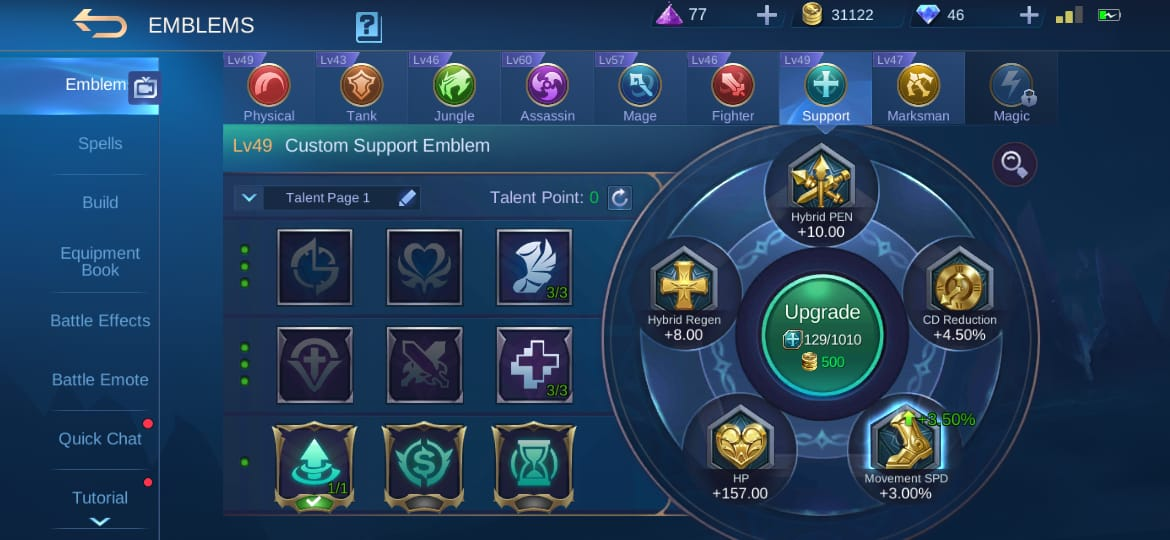 EMBLEMS
?
77
31122
46
Emblem
Spells
Build
Equipment
Book
Battle Effects
Battle Emote
Quick Chat
Tutorial
Lv49
Physical
Lv43
Tank
Lv46
Jungle
Lv60
Assassin
Lv57
Mage
Lv46
Fighter
Lv49
Support
Lv47
Marksman
Magic
Lv49 Custom Support Emblem
Talent Page 1
Talent Point: 0
3/3
3/3
1/1
Hybrid PEN
+10.00
Hybrid Regen
+8.00
Upgrade
129/1010
500
CD Reduction
+4.50%
HP
+157.00
+3.50%
Movement SPD
+3.00%